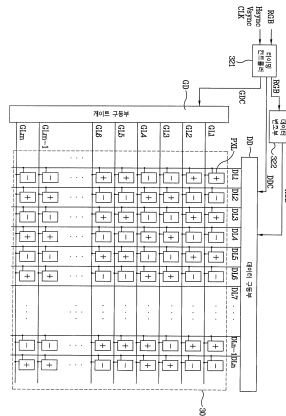 RGB
Hsync
Vsync
CLK
타이밍
컨트롤러
321
RGB
데이터
변조부
322
GDC
DDC
GD
게이트 구동부
DD
데이터 구동부
GL1
GL2
GL3
GL4
GL5
GL6
GLm-1
GLm
PXL
DL1
DL2
DL3
DL4
DL5
DL6
DL7
DLn-1
DLn
30